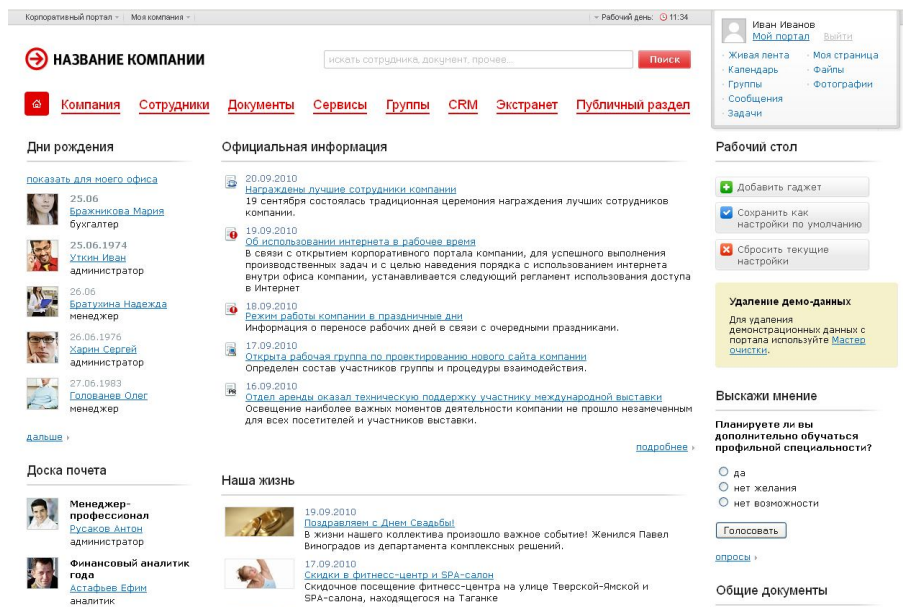 Корпоративный портал
Моя компания
Рабочий день: 11:34
Иван Иванов
Мой портал Выйти
Живая лента
Моя страница
Календарь
Файлы
Группы
Фотографии
Сообщения
Задачи
НАЗВАНИЕ КОМПАНИИ
искать сотрудника, документ, прочее...
Поиск
Компания Сотрудники Документы Сервисы Группы CRM Экстранет Публичный раздел
Дни рождения
показать для моего офиса
25.06
Бражникова Мария
бухгалтер
25.06.1974
Уткин Иван
администратор
26.06
Братухина Надежда
менеджер
26.06.1976
Харин Сергей
администратор
27.06.1983
Голованев Олег
менеджер
дальше
Доска почета
Менеджер-
профессионал
Русаков Антон
администратор
Финансовый аналитик
года
Астафьев Ефим
аналитик
Официальная информация
20.09.2010
Награждены лучшие сотрудники компании
19 сентября состоялась традиционная церемония награждения лучших сотрудников
компании.
19.09.2010
Об использовании интернета в рабочее время
В связи с открытием корпоративного портала компании, для успешного выполнения
производственных задач и с целью наведения порядка с использованием интернета
внутри офиса компании, устанавливается следующий регламент использования доступа
в Интернет
18.09.2010
Режим работы компании в праздничные дни
Информация о переносе рабочих дней в связи с очередными праздниками.
17.09.2010
Открыта рабочая группа по проектированию нового сайта компании
Определен состав участников группы и процедуры взаимодействия.
PR
16.09.2010
Отдел аренды оказал техническую поддержку участнику международной выставки
Освещение наиболее важных моментов деятельности компании не прошло незамеченным
для всех посетителей и участников выставки.
подробнее
Наша жизнь
19.09.2010
Поздравляем с Днем Свадьбы!
В жизни нашего коллектива произошло важное событие! Женился Павел
Виноградов из департамента комплексных решений.
17.09.2010
Скидки в фитнесс-центр и SPA-салон
Скидочное посещение фитнесс-центра на улице Тверской-Ямской и
SPA-салона, находящегося на Таганке
Рабочий стол
Добавить гаджет
Сохранить как
настройки по умолчанию
Сбросить текущие
настройки
Удаление демо-данных
Для удаления
демонстрационных данных с
портала используйте Мастер
очистки.
Выскажи мнение
Планируете ли вы
дополнительно обучаться
профильной специальности?
да
нет желания
нет возможности
Голосовать
опросы
Общие документы